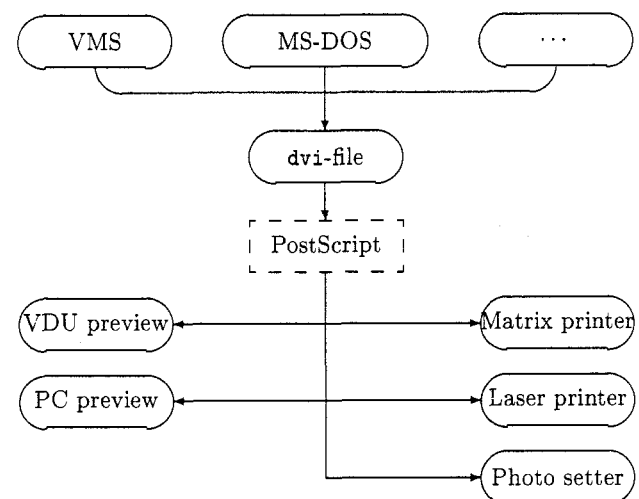 VMS
MS-DOS
...
dvi-file
PostScript
VDU preview
Matrix printer
PC preview
Laser printer
Photo setter